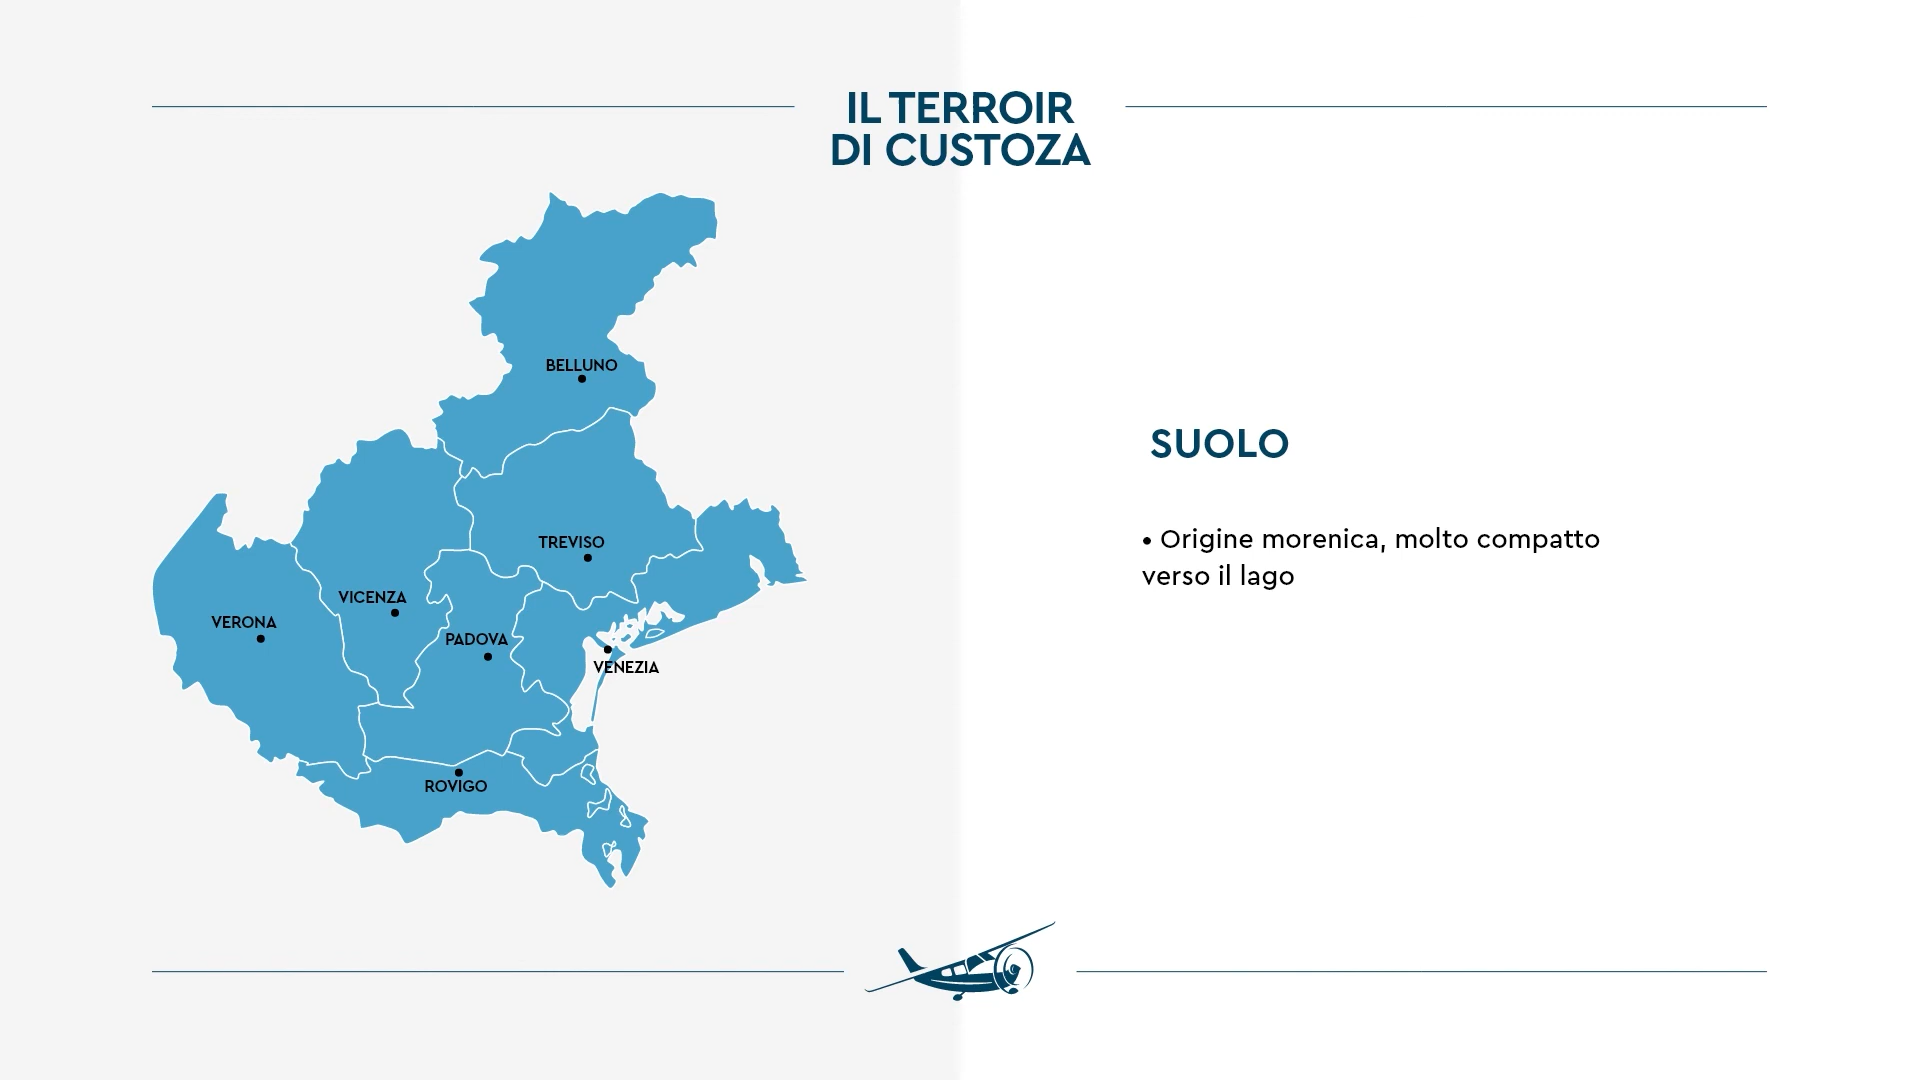 IL TERROIR
DI CUSTOZA
BELLUNO
TREVISO
VICENZA
VERONA
PADOVA
VENEZIA
ROVIGO
SUOLO
• Origine morenica, molto compatto
verso il lago